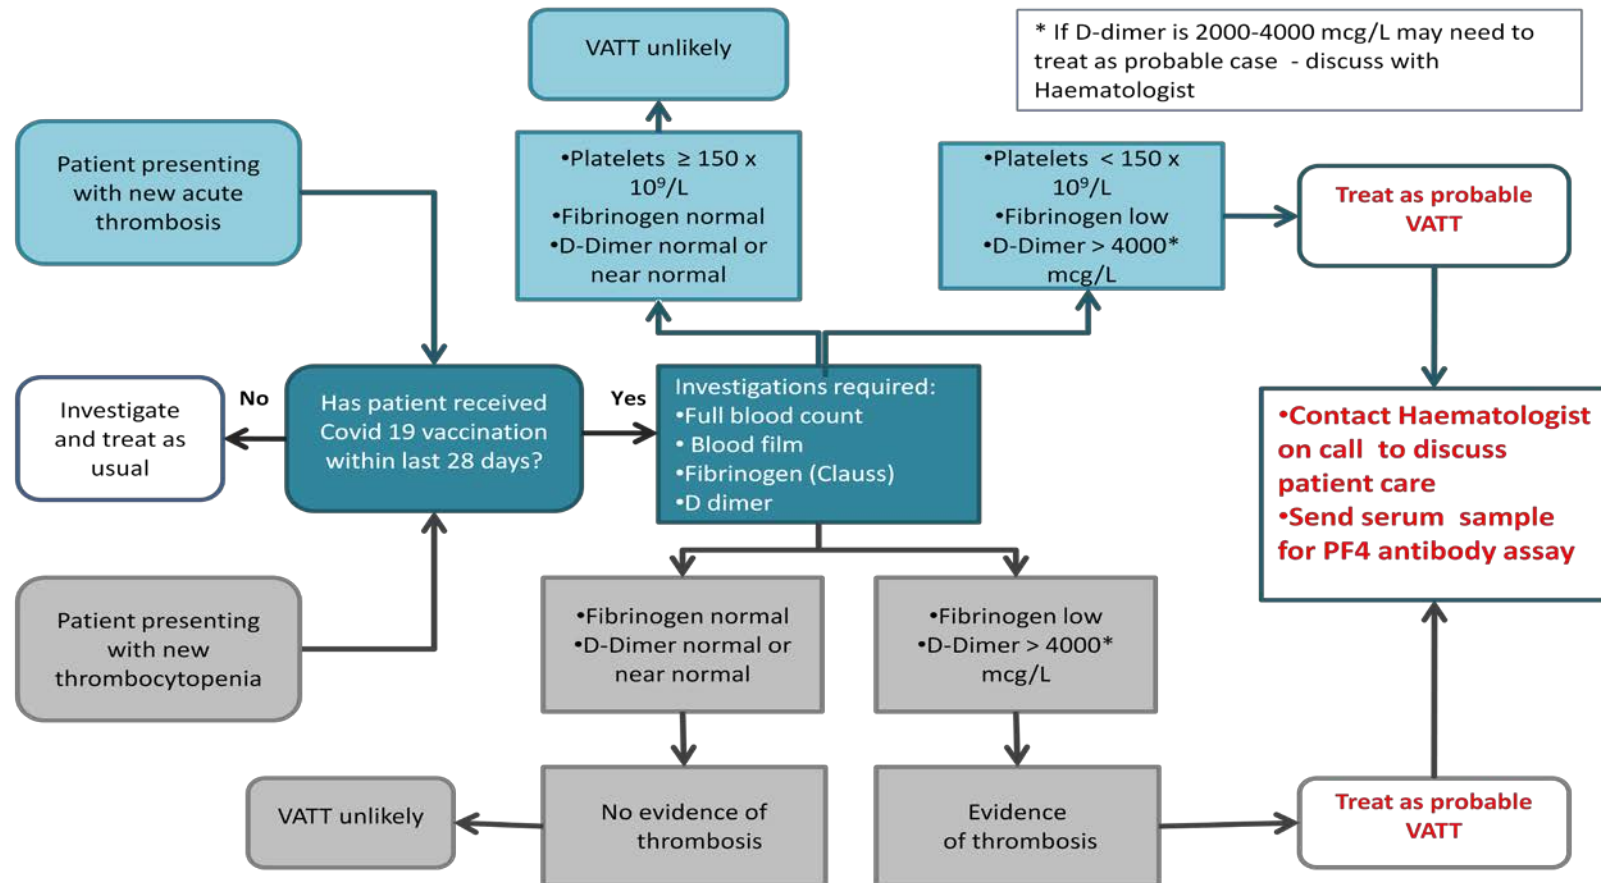 VATT unlikely
* If D-dimer is 2000-4000 mcg/L may need to
treat as probable case - discuss with
Haematologist
Patient presenting
with new acute
thrombosis
•Platelets ≥ 150 x
10⁹/L
•Fibrinogen normal
•D-Dimer normal or
near normal
•Platelets < 150 x
10⁹/L
•Fibrinogen low
•D-Dimer > 4000*
mcg/L
Treat as probable
VATT
Investigate
and treat as
usual
No
Has patient received
Covid 19 vaccination
within last 28 days?
Yes
Investigations required:
•Full blood count
• Blood film
•Fibrinogen (Clauss)
•D dimer
•Contact Haematologist
on call to discuss
patient care
•Send serum sample
for PF4 antibody assay
Patient presenting
with new
thrombocytopenia
•Fibrinogen normal
•D-Dimer normal or
near normal
•Fibrinogen low
•D-Dimer > 4000*
mcg/L
VATT unlikely
No evidence of
thrombosis
Evidence
of thrombosis
Treat as probable
VATT